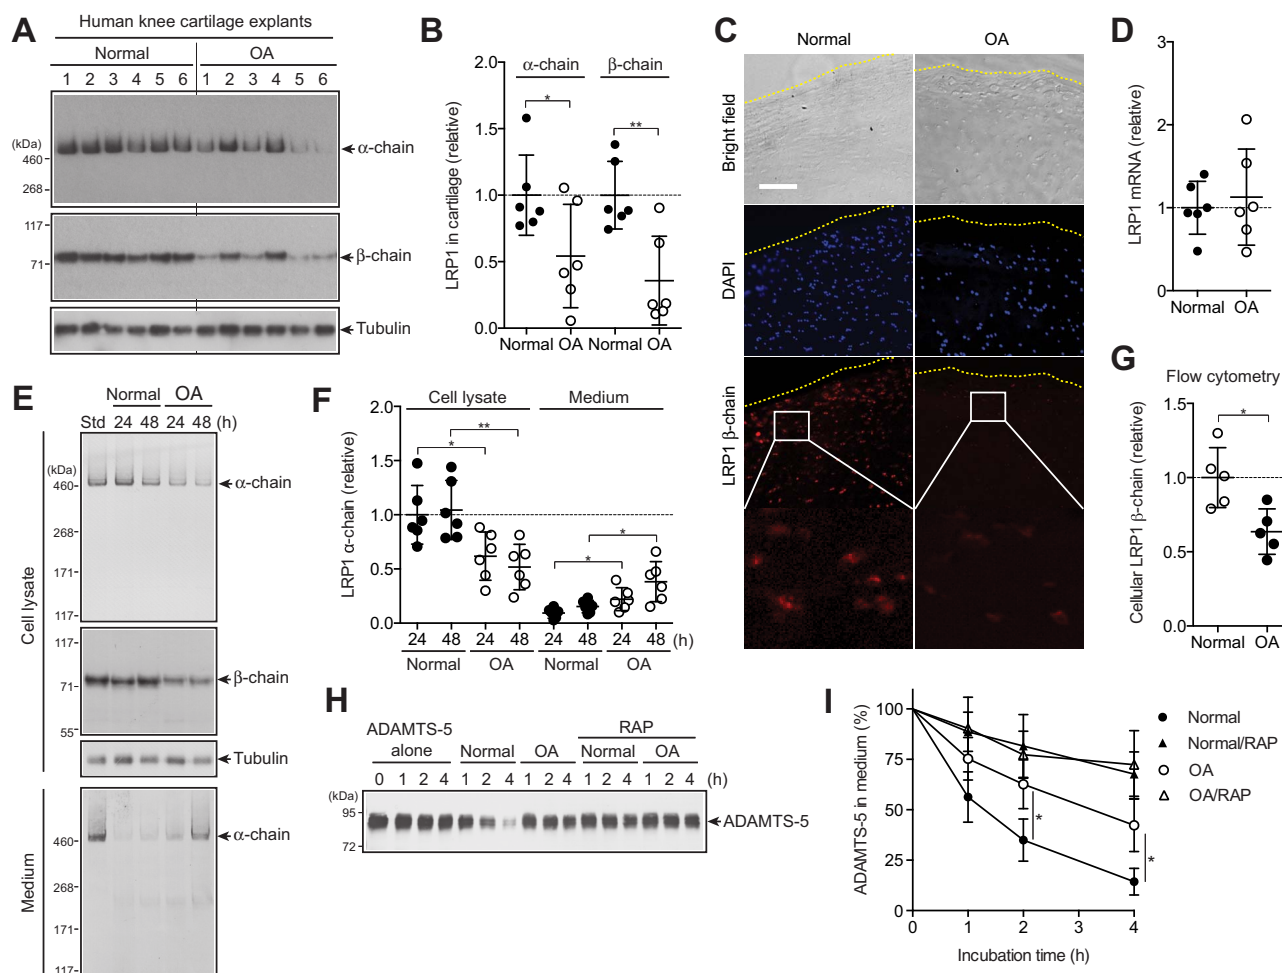 A
Human knee cartilage explants
Normal OA
1 2 3 4 5 6 1 2 3 4 5 6
(kDa)
460
268
α-chain
117
71
β-chain
Tubulin
B
α-chain β-chain
* **
LRP1 in cartilage (relative)
2.0
1.5
1.0
0.5
0.0
Normal OA Normal OA
C
Normal OA
Bright field
DAPI
LRP1 β-chain
D
LRP1 mRNA (relative)
3
2
1
0
Normal OA
E
Normal OA
Std 24 48 24 48 (h)
Cell lysate
(kDa)
460
268
171
117
α-chain
117
71
55
β-chain
Tubulin
Medium
460
268
171
117
α-chain
F
Cell lysate Medium
** * * *
LRP1 α-chain (relative)
2.0
1.5
1.0
0.5
0.0
24 48 24 48 24 48 24 48 (h)
Normal OA Normal OA
G
Flow cytometry
*
Cellular LRP1 β-chain (relative)
1.5
1.0
0.5
0.0
Normal OA
H
ADAMTS-5 alone
Normal OA
RAP
Normal OA
0 1 2 4 1 2 4 1 2 4 1 2 4 1 2 4 (h)
(kDa)
95
72
ADAMTS-5
I
ADAMTS-5 in medium (%)
100
75
50
25
0
0 1 2 3 4
Incubation time (h)
* *
Normal
Normal/RAP
OA
OA/RAP